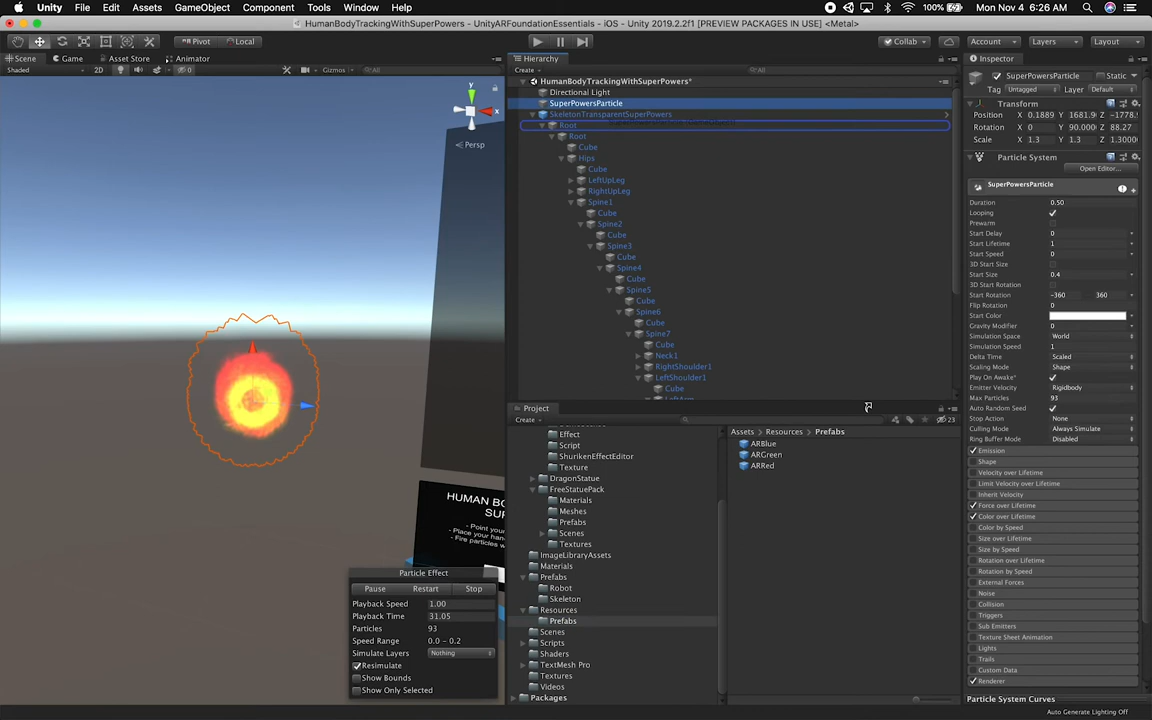 Unity File Edit Assets GameObject Component Tools Window Help 100% Mon Nov 4 6:26 AM
HumanBodyTrackingWithSuperPowers - UnityARFoundationEssentials - iOS - Unity 2019.2.2f1 [PREVIEW PACKAGES IN USE] <Metal>
Pivot Local Collab Account Layers Layout
Scene Game Asset Store Animator
Shaded 2D 0 Gizmos All
y
x
Persp
HUMAN BO
SUP
- Point your
- Place your han
- Fire particles w
Particle Effect
Pause Restart Stop
Playback Speed 1.00
Playback Time 31.05
Particles 93
Speed Range 0.0 - 0.2
Simulate Layers Nothing
Resimulate
Show Bounds
Show Only Selected
Hierarchy
Create All
HumanBodyTrackingWithSuperPowers*
Directional Light
SuperPowersParticle
SkeletonTransparentSuperPowers
Root
Root
Cube
Hips
Cube
LeftUpLeg
RightUpLeg
Spine1
Cube
Spine2
Cube
Spine3
Cube
Spine4
Cube
Spine5
Cube
Spine6
Cube
Spine7
Cube
Neck1
RightShoulder1
LeftShoulder1
Cube
LeftArm
Project
Create 23
Effect
Script
ShurikenEffectEditor
Texture
DragonStatue
FreeStatuePack
Materials
Meshes
Prefabs
Scenes
Textures
ImageLibraryAssets
Materials
Prefabs
Robot
Skeleton
Resources
Prefabs
Scenes
Scripts
Shaders
TextMesh Pro
Textures
Videos
Packages
Assets Resources Prefabs
ARBlue
ARGreen
ARRed
Inspector
SuperPowersParticle Static
Tag Untagged Layer Default
Transform
Position X 0.1889 Y 1681.9 Z -1778.
Rotation X 0 Y 90.000 Z 88.27
Scale X 1.3 Y 1.3 Z 1.3000
Particle System
Open Editor...
SuperPowersParticle
Duration 0.50
Looping
Prewarm
Start Delay 0
Start Lifetime 1
Start Speed 0
3D Start Size
Start Size 0.4
3D Start Rotation
Start Rotation -360 360
Flip Rotation 0
Start Color
Gravity Modifier 0
Simulation Space World
Simulation Speed 1
Delta Time Scaled
Scaling Mode Shape
Play On Awake*
Emitter Velocity Rigidbody
Max Particles 93
Auto Random Seed
Stop Action None
Culling Mode Always Simulate
Ring Buffer Mode Disabled
Emission
Shape
Velocity over Lifetime
Limit Velocity over Lifetime
Inherit Velocity
Force over Lifetime
Color over Lifetime
Color by Speed
Size over Lifetime
Size by Speed
Rotation over Lifetime
Rotation by Speed
External Forces
Noise
Collision
Triggers
Sub Emitters
Texture Sheet Animation
Lights
Trails
Custom Data
Renderer
Particle System Curves
Auto Generate Lighting Off